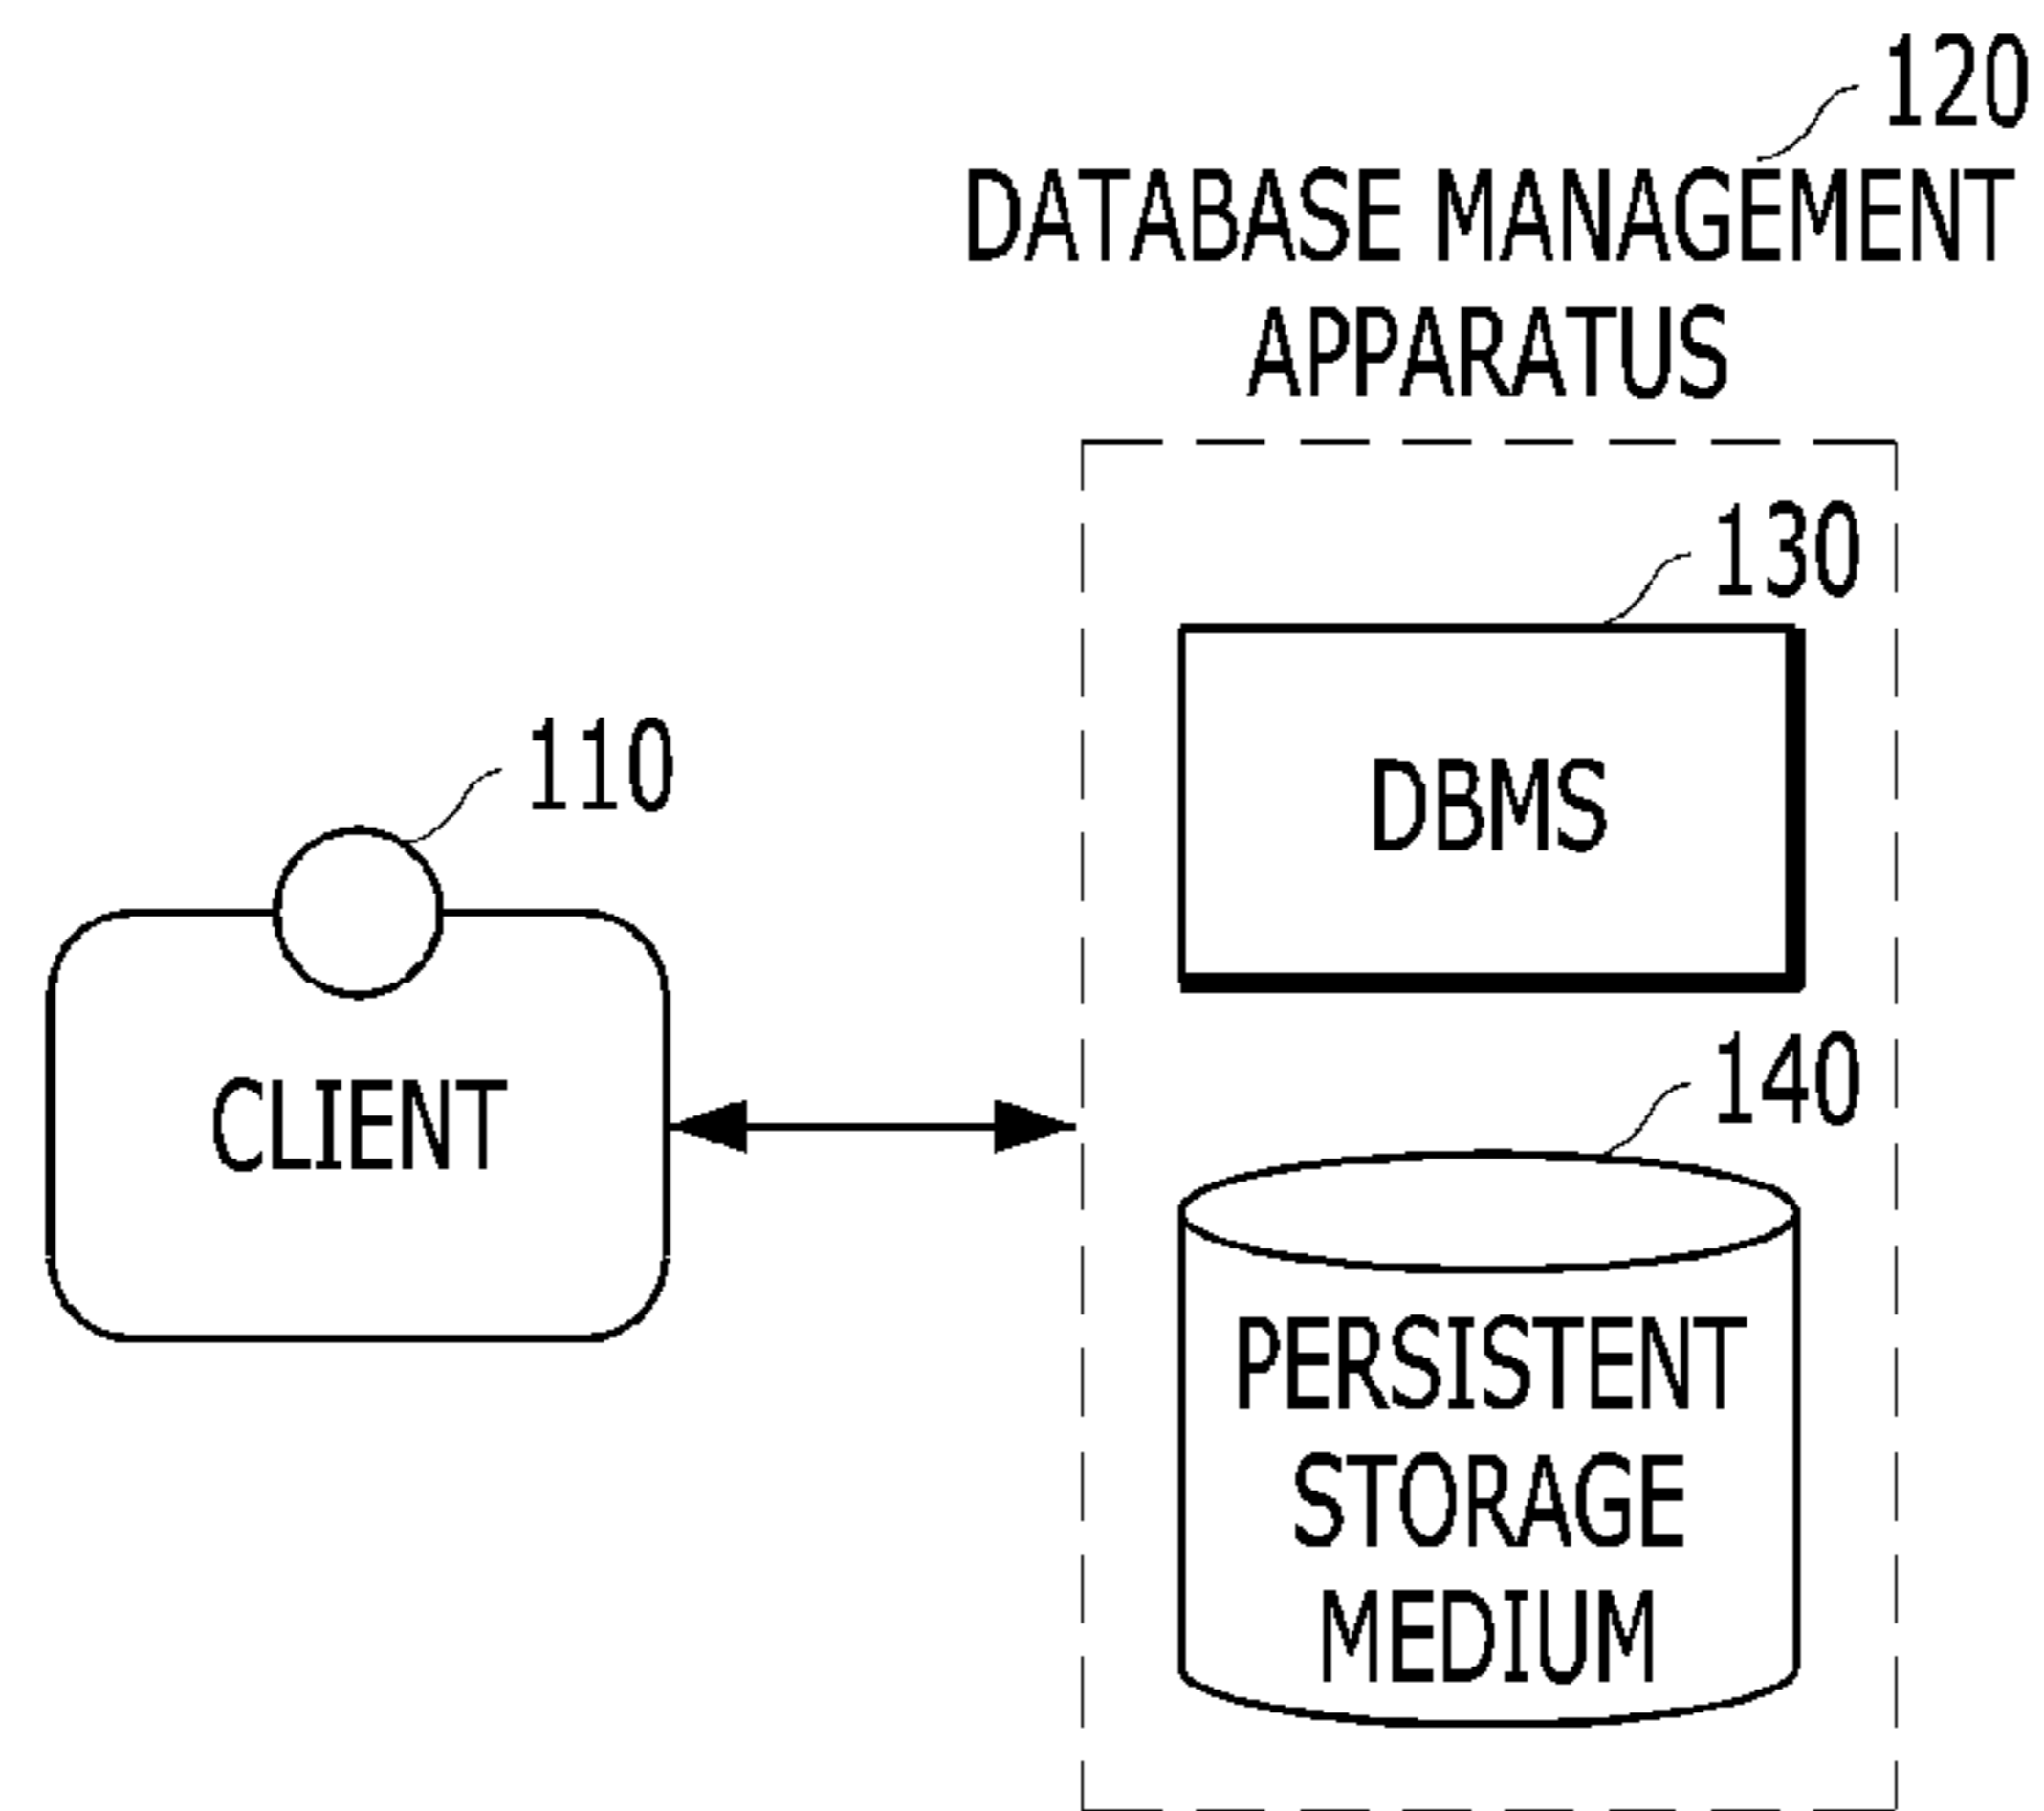 120
DATABASE MANAGEMENT
APPARATUS
130
DBMS
110
CLIENT
140
PERSISTENT
STORAGE
MEDIUM